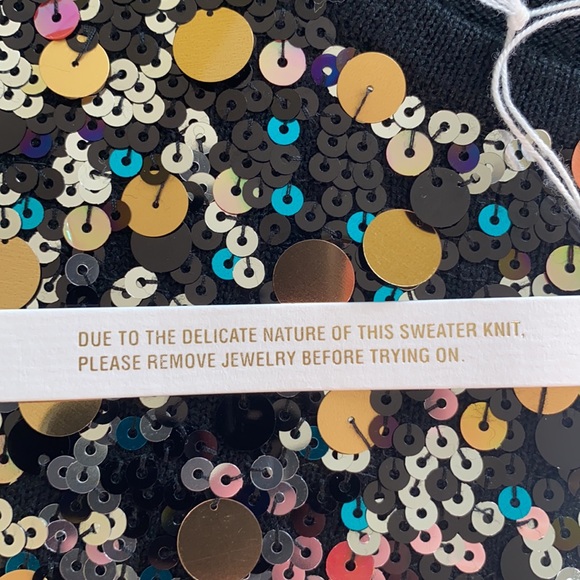 DUE TO THE DELICATE NATURE OF THIS SWEATER KNIT,
PLEASE REMOVE JEWELRY BEFORE TRYING ON.